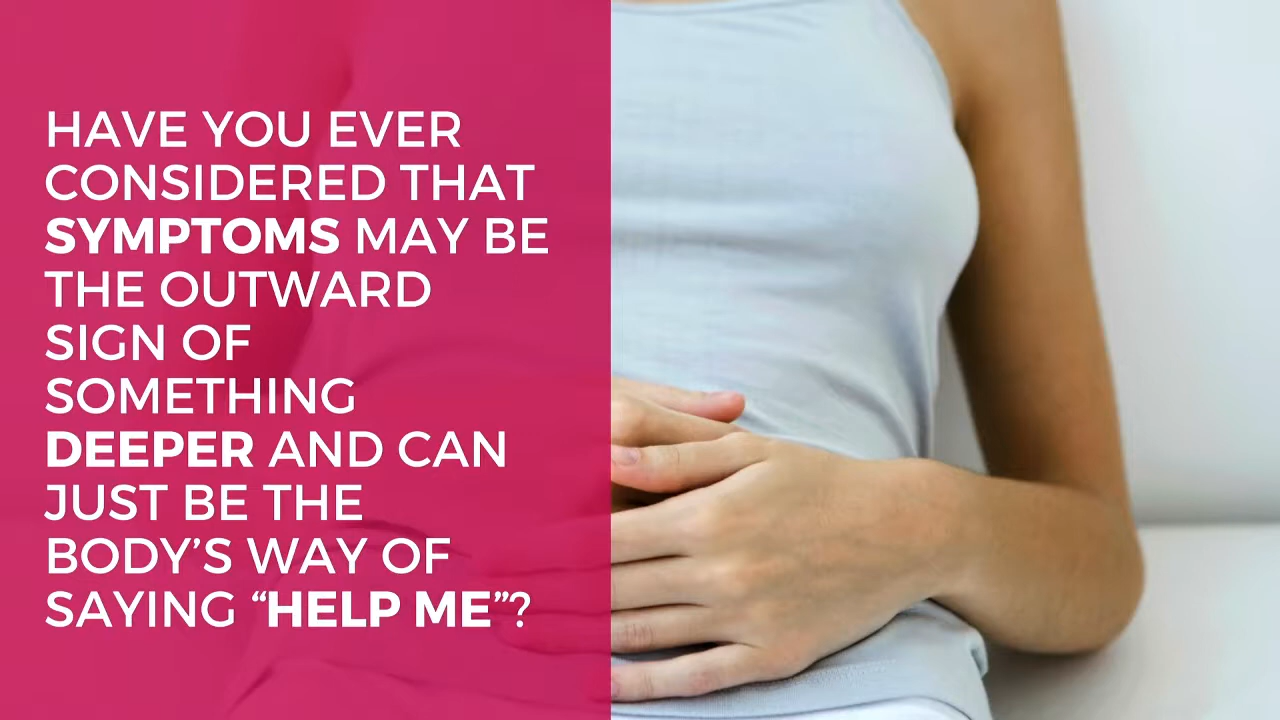 HAVE YOU EVER
CONSIDERED THAT
SYMPTOMS MAY BE
THE OUTWARD
SIGN OF
SOMETHING
DEEPER AND CAN
JUST BE THE
BODY’S WAY OF
SAYING “HELP ME”?